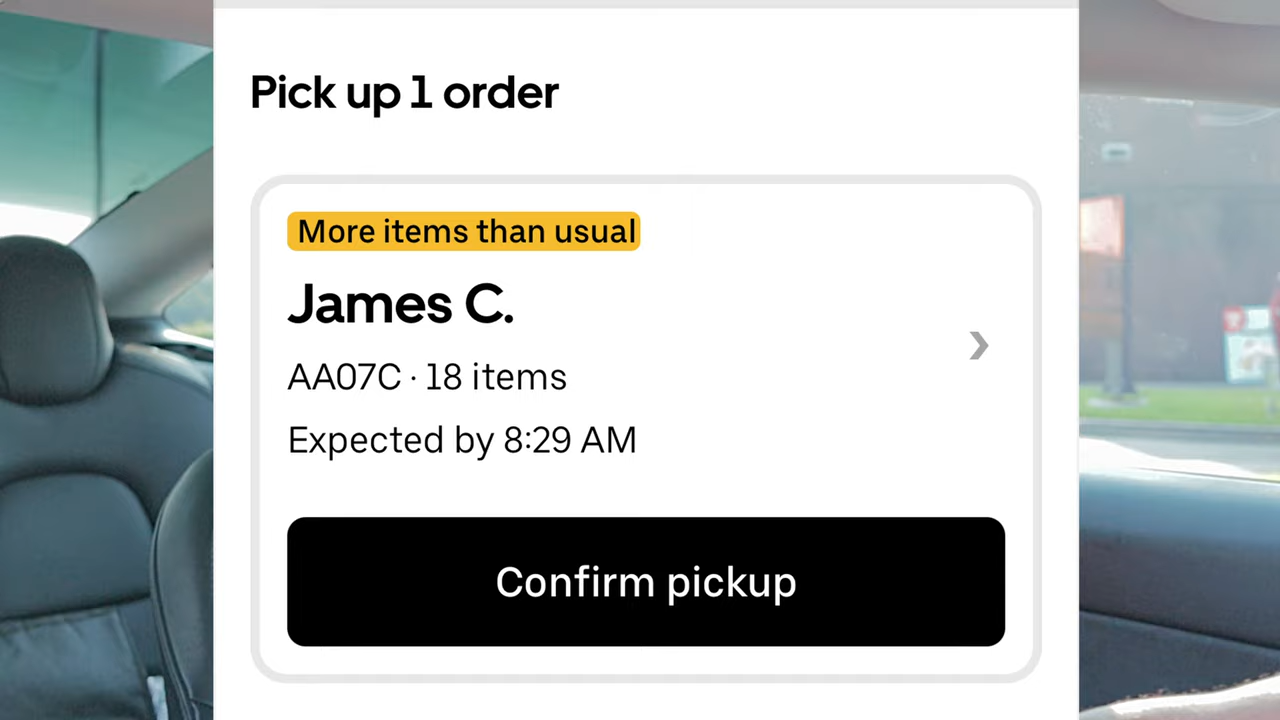 Pick up 1 order
More items than usual
James C.
AA07C · 18 items
Expected by 8:29 AM
Confirm pickup